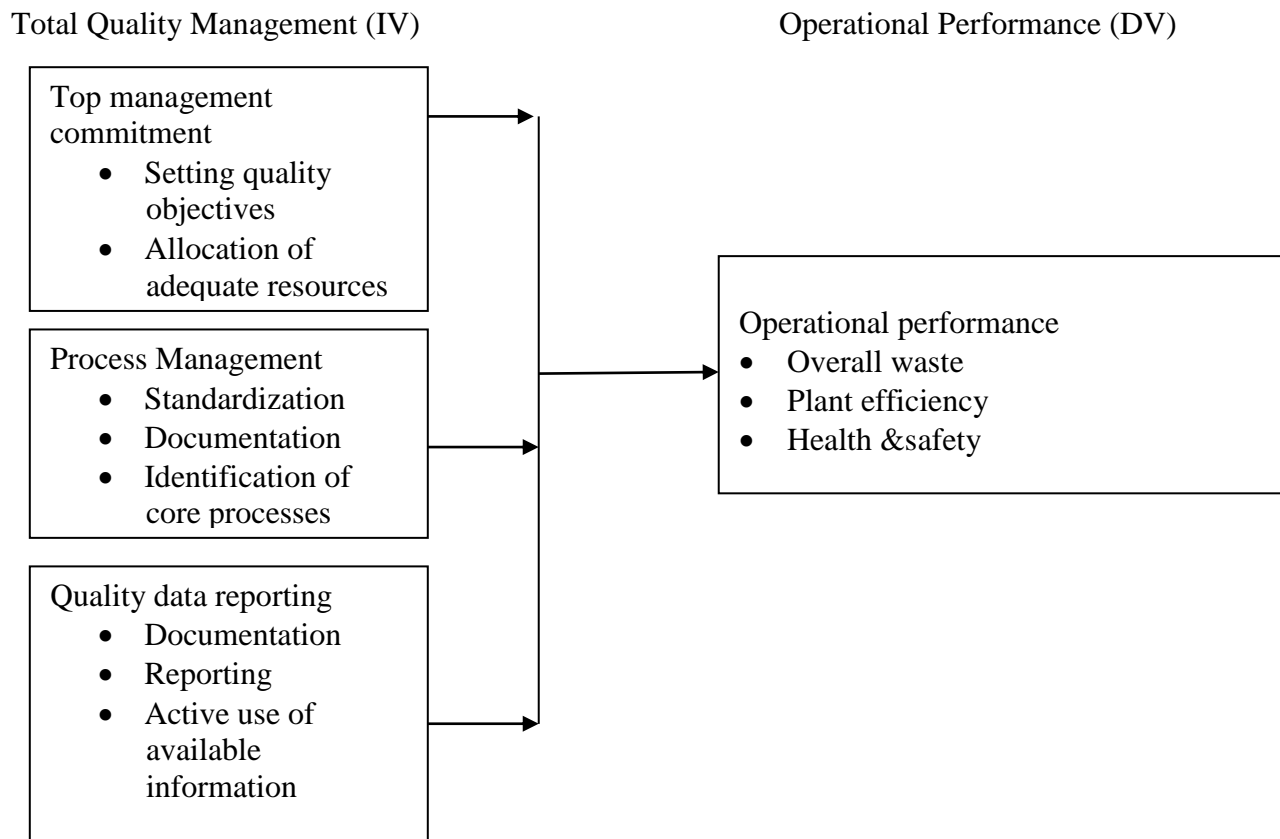 Total Quality Management (IV)
Operational Performance (DV)
Top management
commitment
• Setting quality
objectives
• Allocation of
adequate resources
Process Management
• Standardization
• Documentation
• Identification of
core processes
Quality data reporting
• Documentation
• Reporting
• Active use of
available
information
Operational performance
• Overall waste
• Plant efficiency
• Health &safety